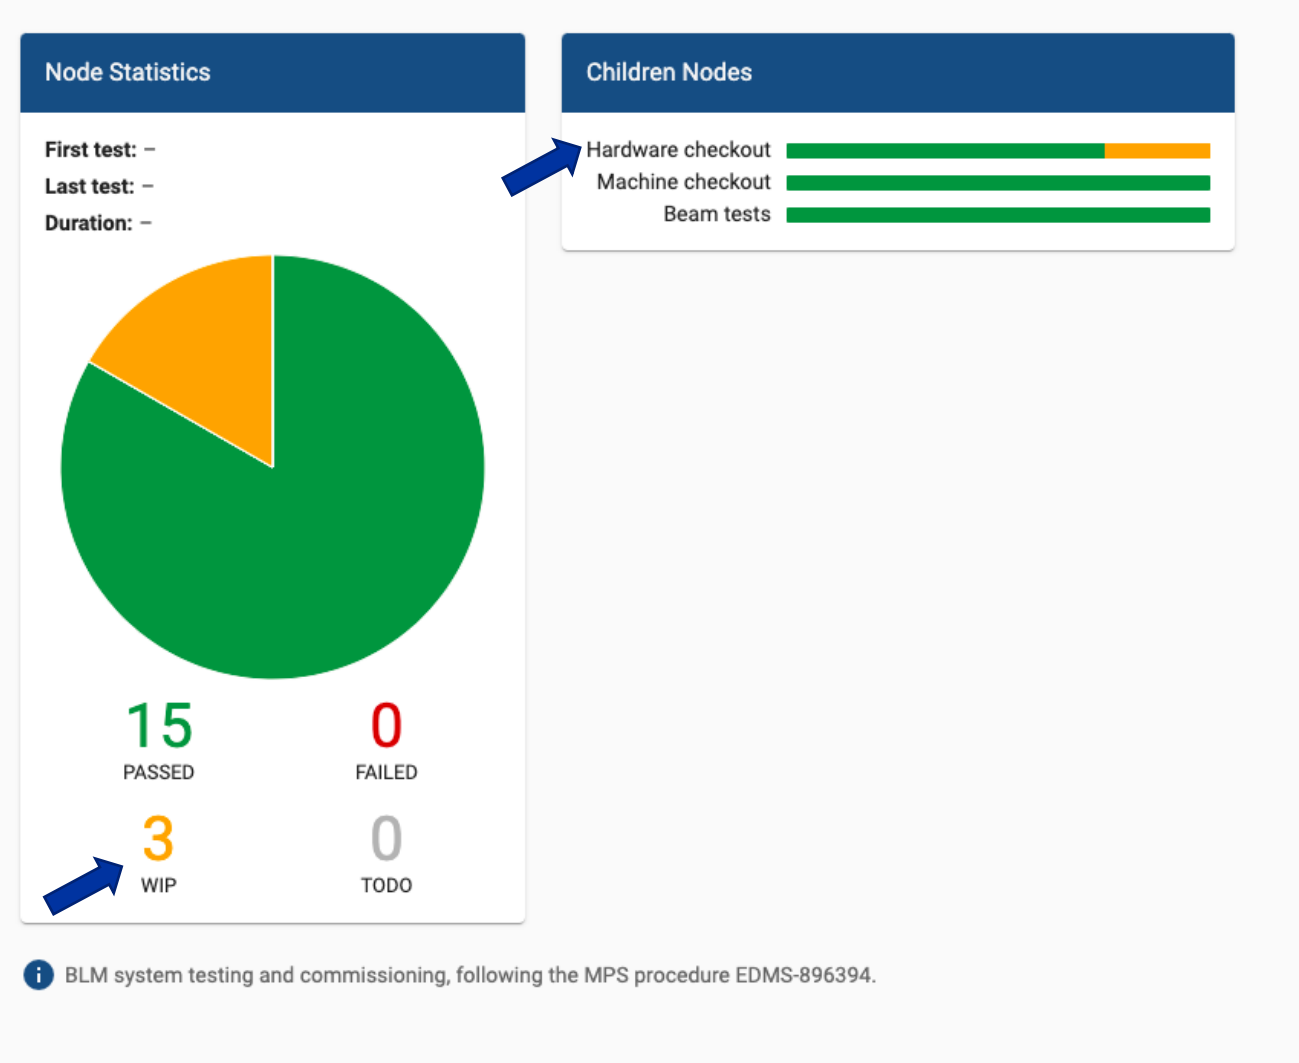 Node Statistics
First test: –
Last test: –
Duration: –
15
PASSED
0
FAILED
3
WIP
0
TODO
Children Nodes
Hardware checkout
Machine checkout
Beam tests
BLM system testing and commissioning, following the MPS procedure EDMS-896394.